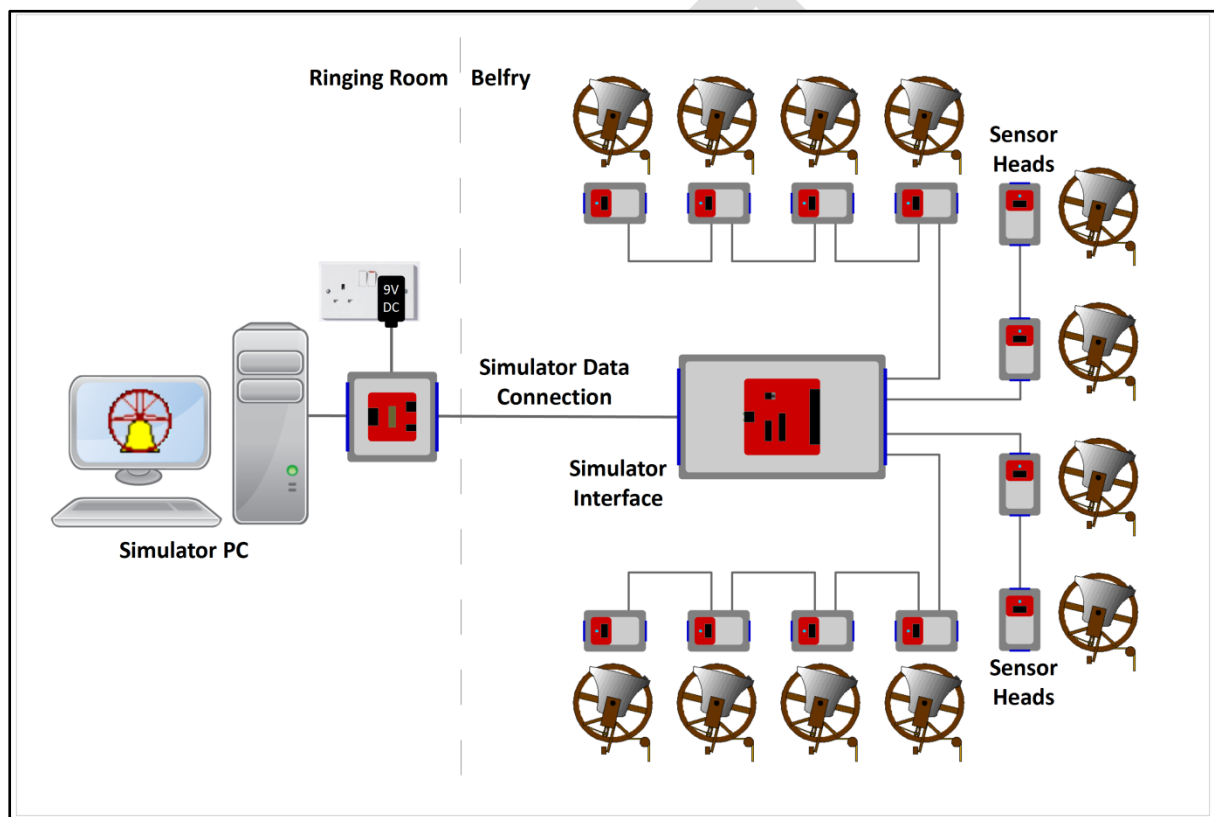 Ringing Room
Belfry
Sensor
Heads
9V
DC
Simulator Data
Connection
Simulator
Interface
Simulator PC
Sensor
Heads